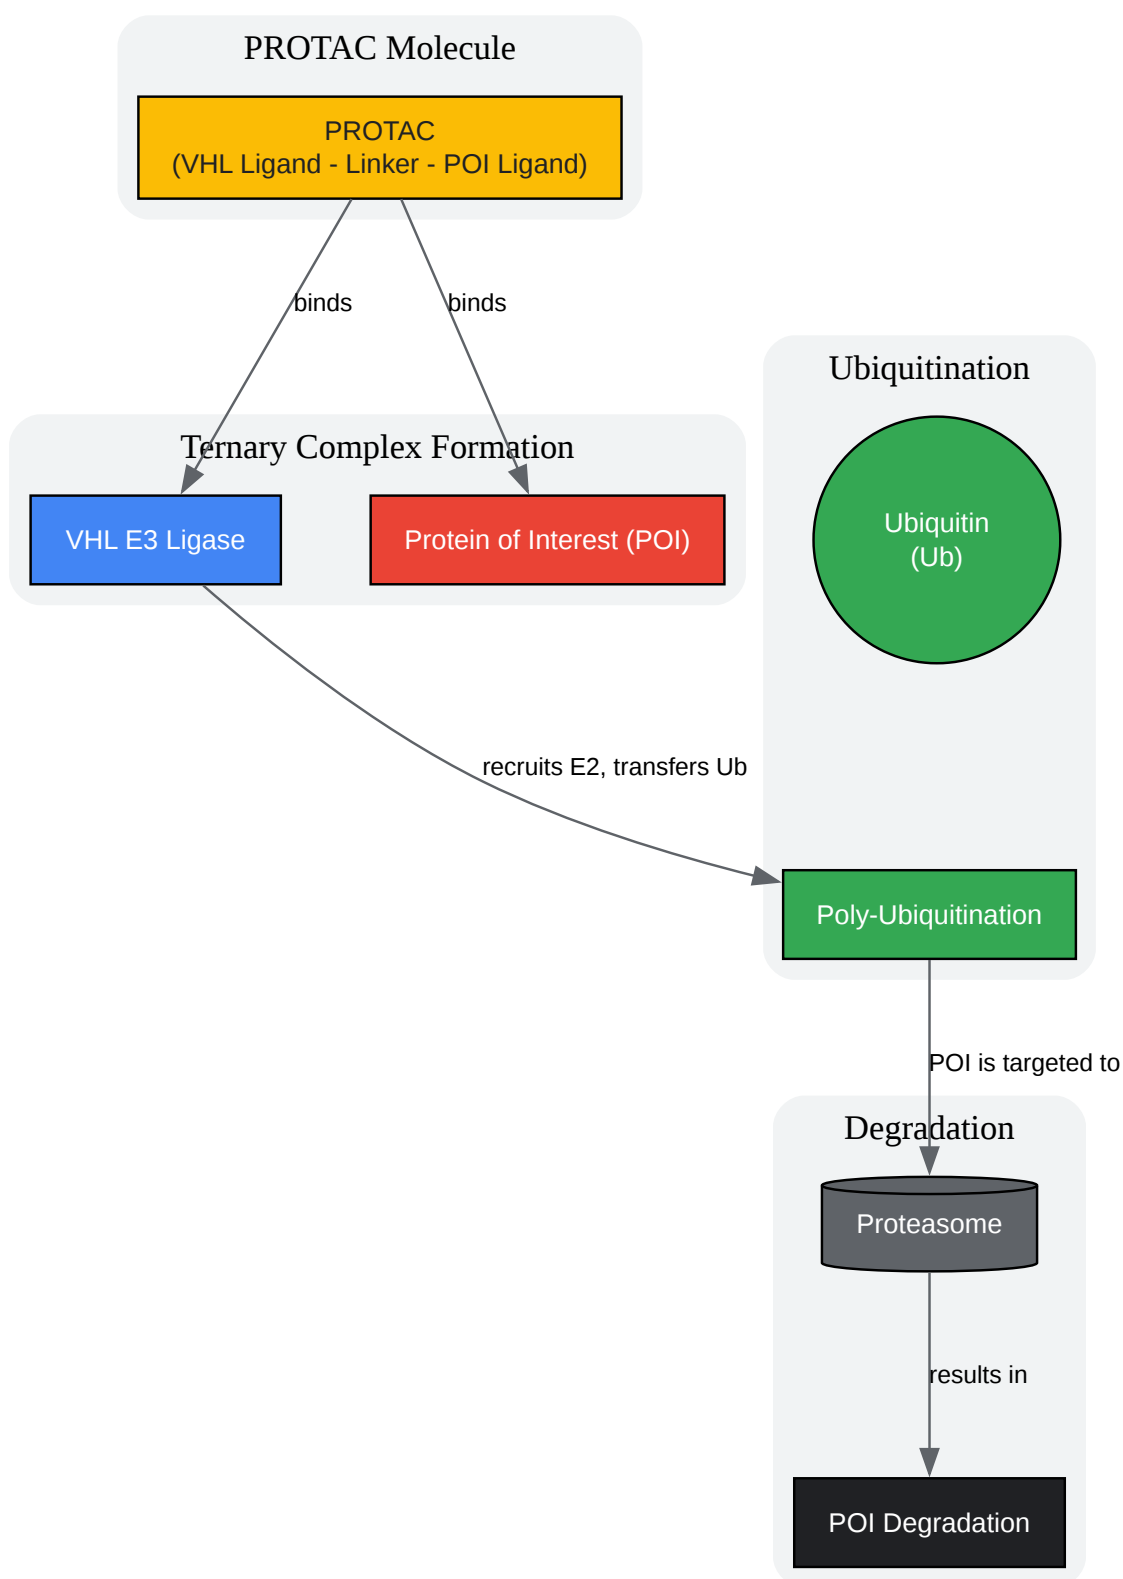 PROTAC Molecule
PROTAC
(VHL Ligand - Linker - POI Ligand)
binds
binds
Ternary Complex Formation
VHL E3 Ligase
Protein of Interest (POI)
Ubiquitination
Ubiquitin
(Ub)
recruits E2, transfers Ub
Poly-Ubiquitination
POI is targeted to
Degradation
Proteasome
results in
POI Degradation